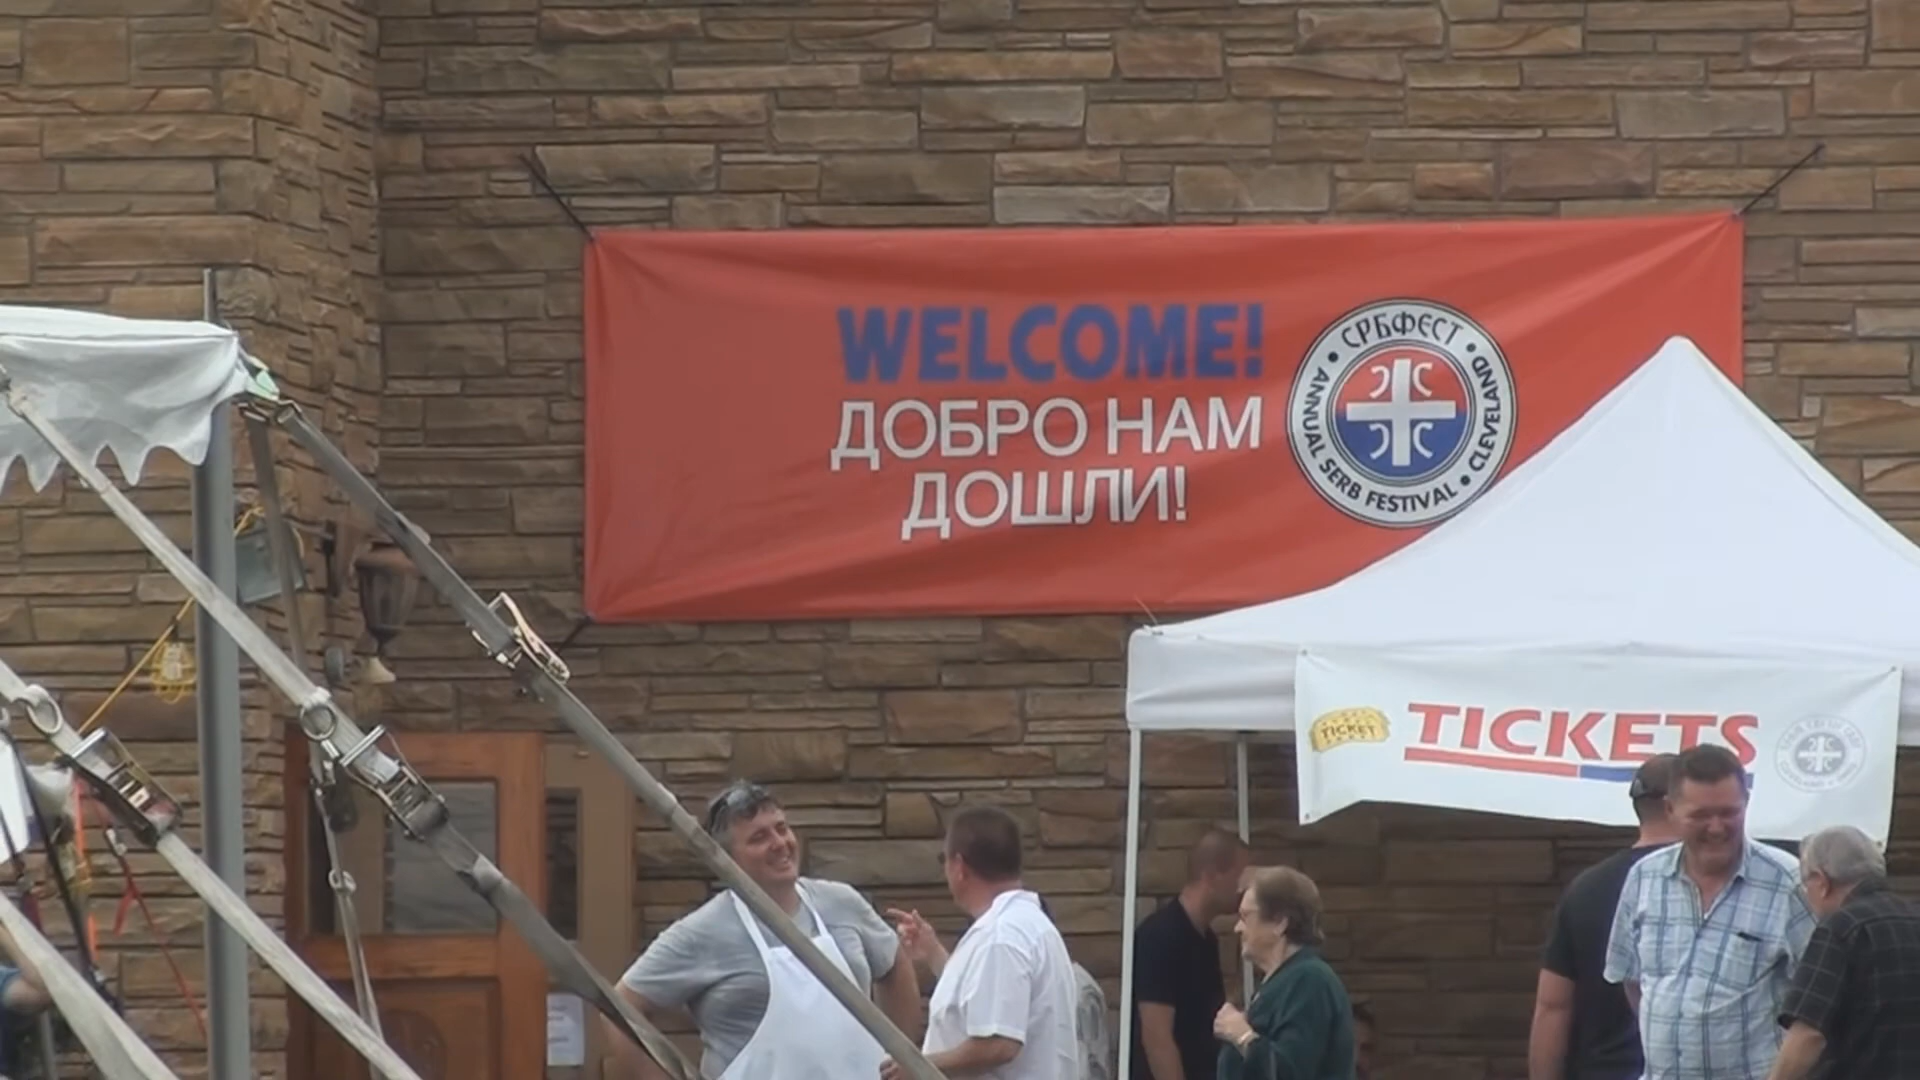 WELCOME!
ДОБРО НАМ
ДОШЛИ!
СРБФЕСТ
ANNUAL SERB FESTIVAL • CLEVELAND
TICKET
TICKETS